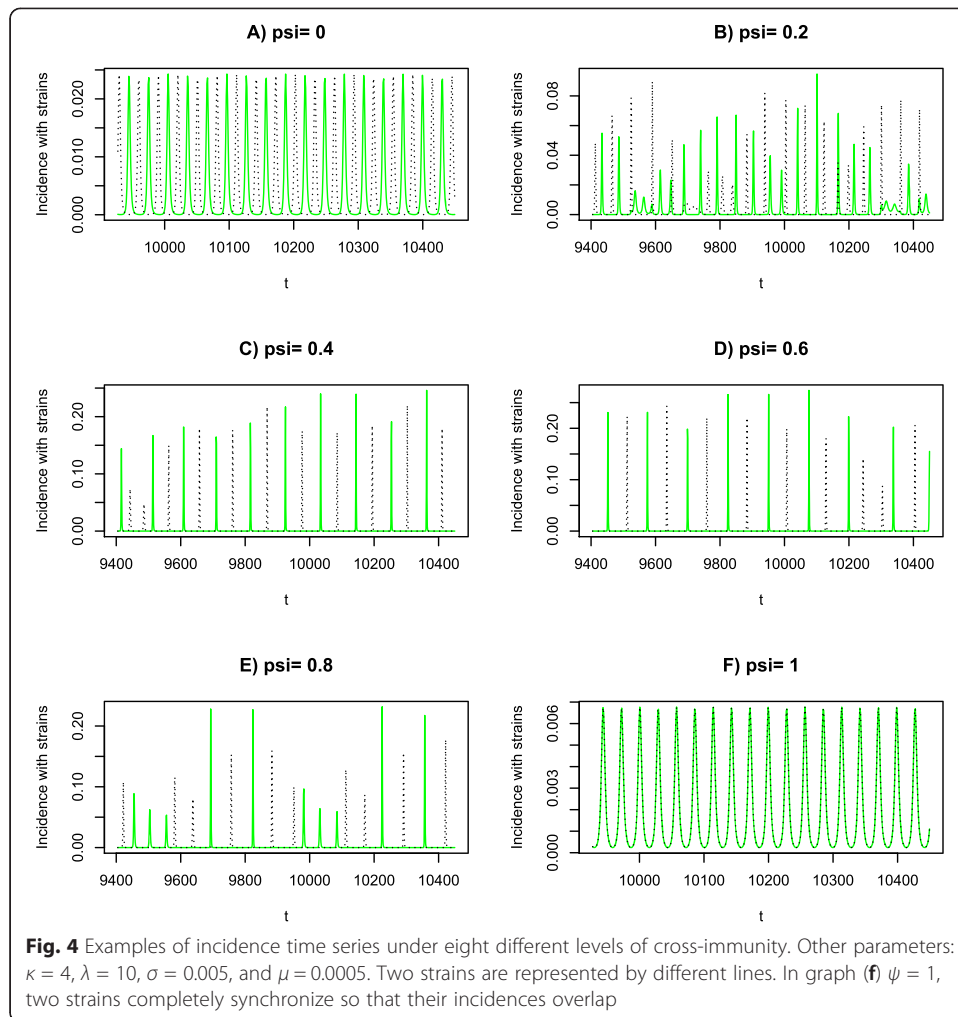 A) psi= 0
Incidence with strains
0.000 0.010 0.020
10000 10100 10200 10300 10400
t
B) psi= 0.2
Incidence with strains
0.00 0.04 0.08
9400 9600 9800 10000 10200 10400
t
C) psi= 0.4
Incidence with strains
0.00 0.10 0.20
9400 9600 9800 10000 10200 10400
t
D) psi= 0.6
Incidence with strains
0.00 0.10 0.20
9400 9600 9800 10000 10200 10400
t
E) psi= 0.8
Incidence with strains
0.00 0.10 0.20
9400 9600 9800 10000 10200 10400
t
F) psi= 1
Incidence with strains
0.000 0.003 0.006
10000 10100 10200 10300 10400
t
Fig. 4 Examples of incidence time series under eight different levels of cross-immunity. Other parameters:
κ = 4, λ = 10, σ = 0.005, and μ = 0.0005. Two strains are represented by different lines. In graph (f) ψ = 1,
two strains completely synchronize so that their incidences overlap